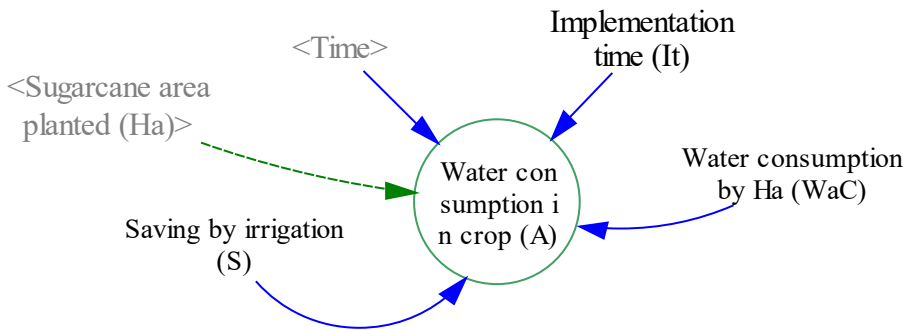 Implementation
time (It)
<Time>
<Sugarcane area
planted (Ha)>
Water con
sumption i
n crop (A)
Water consumption
by Ha (WaC)
Saving by irrigation
(S)